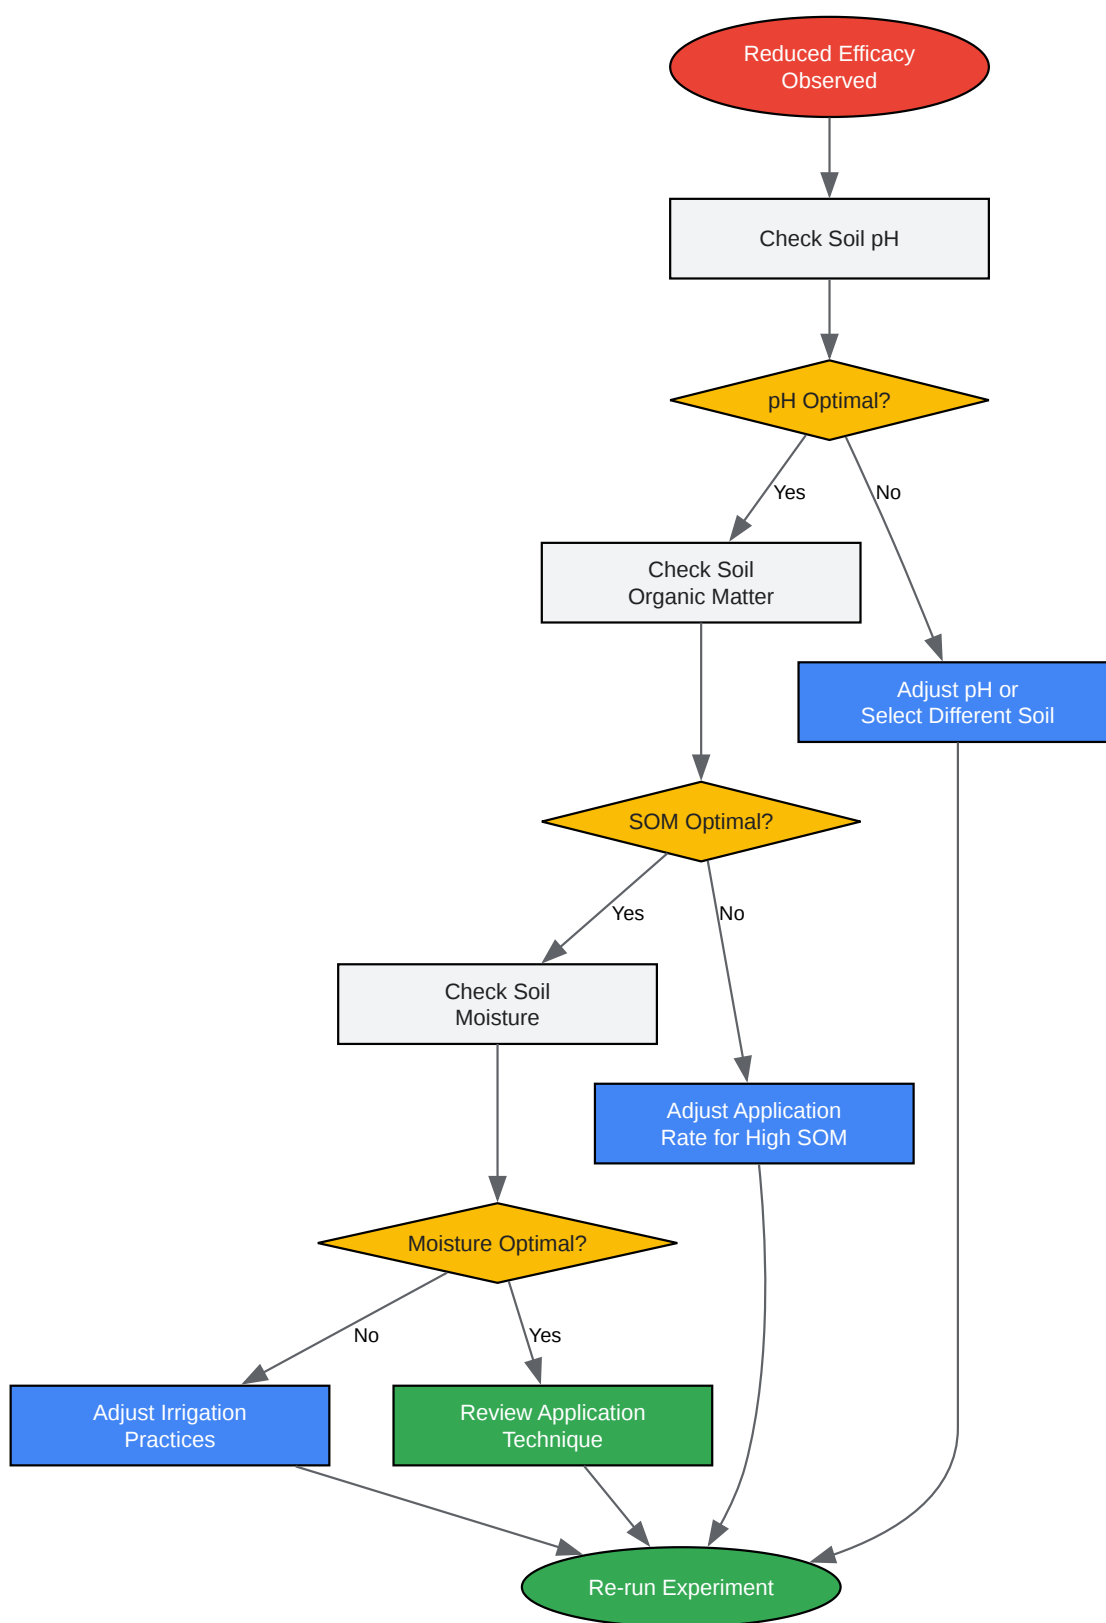 Reduced Efficacy
Observed
Check Soil pH
pH Optimal?
Yes
No
Check Soil
Organic Matter
Adjust pH or
Select Different Soil
SOM Optimal?
Yes
No
Check Soil
Moisture
Adjust Application
Rate for High SOM
Moisture Optimal?
No
Yes
Adjust Irrigation
Practices
Review Application
Technique
Re-run Experiment